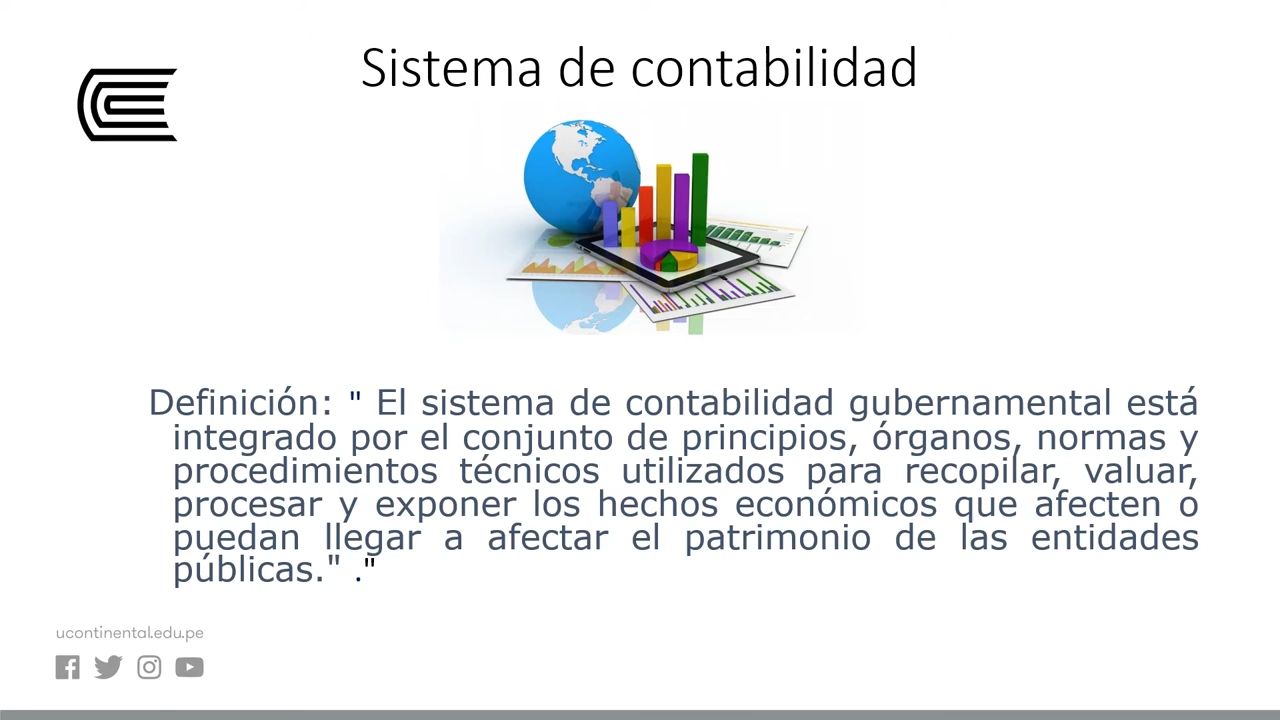 Sistema de contabilidad
Definición: " El sistema de contabilidad gubernamental está
integrado por el conjunto de principios, órganos, normas y
procedimientos técnicos utilizados para recopilar, valuar,
procesar y exponer los hechos económicos que afecten o
puedan llegar a afectar el patrimonio de las entidades
públicas." ."
ucontinental.edu.pe